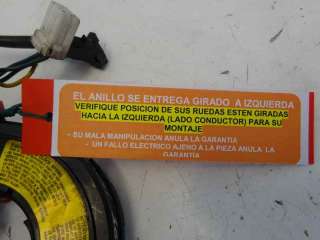 EL ANILLO SE ENTREGA GIRADO A IZQUIERDA
VERIFIQUE POSICION DE SUS RUEDAS ESTEN GIRADAS
HACIA LA IZQUIERDA (LADO CONDUCTOR) PARA SU
MONTAJE
- SU MALA MANIPULACION ANULA LA GARANTIA
- UN FALLO ELECTRICO AJENO A LA PIEZA ANULA LA
GARANTIA